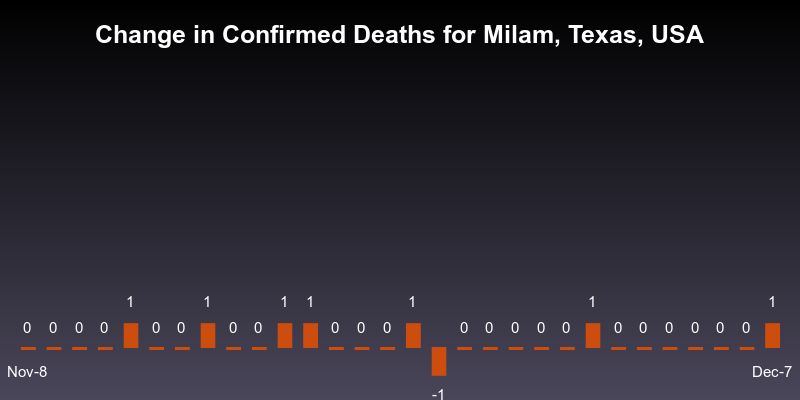 Change in Confirmed Deaths for Milam, Texas, USA
1 1 1 1 1 1 1
0 0 0 0 0 0 0 0 0 0 0 0 0 0 0 0 0 0 0 0 0 0
Nov-8 Dec-7
-1